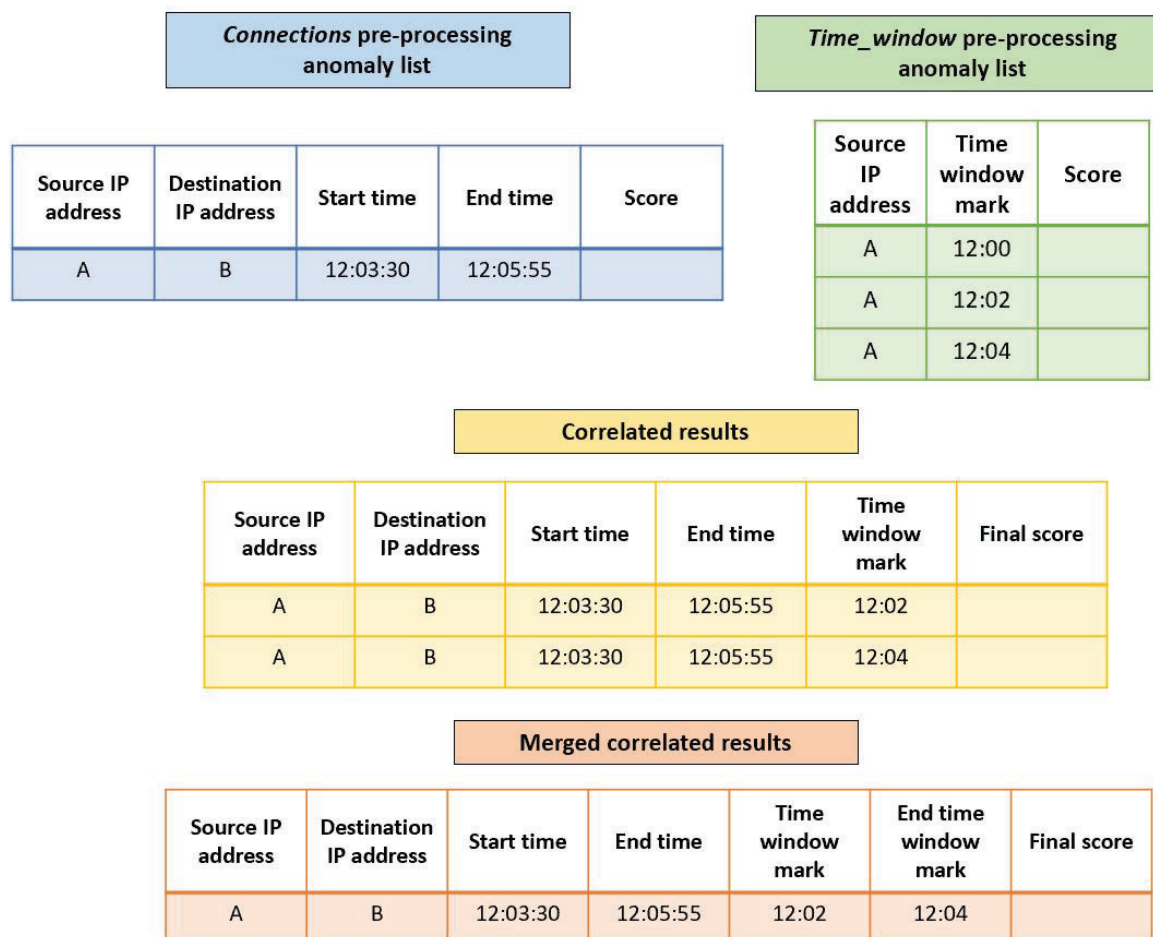 Connections pre-processing
anomaly list
Time_window pre-processing
anomaly list
Source IP
address
Destination
IP address
Start time
End time
Score
A B 12:03:30 12:05:55
Source
IP
address
Time
window
mark
Score
A 12:00
A 12:02
A 12:04
Correlated results
Source IP
address
Destination
IP address
Start time
End time
Time
window
mark
Final score
A B 12:03:30 12:05:55 12:02
A B 12:03:30 12:05:55 12:04
Merged correlated results
Source IP
address
Destination
IP address
Start time
End time
Time
window
mark
End time
window
mark
Final score
A B 12:03:30 12:05:55 12:02 12:04